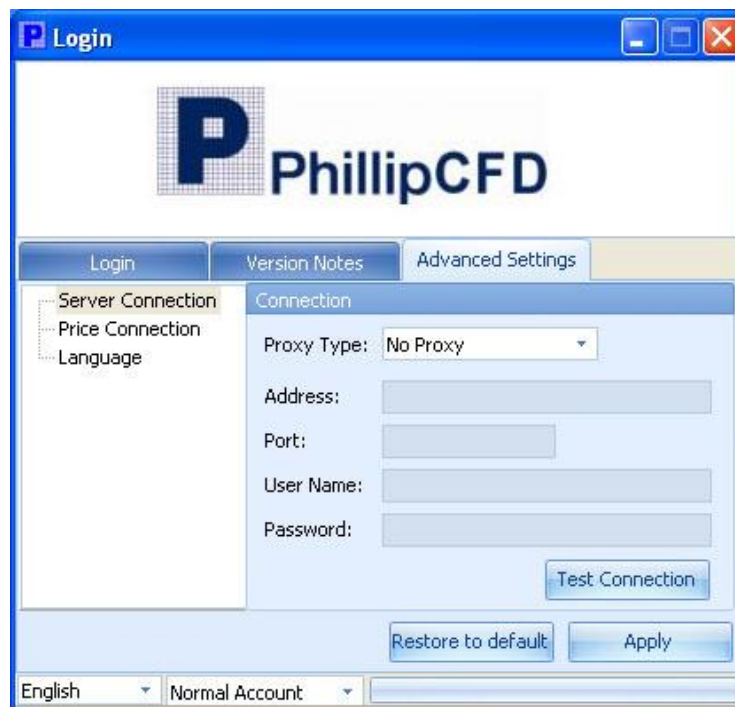 Login
PhillipCFD
Login Version Notes Advanced Settings
Server Connection
Price Connection
Language
Connection
Proxy Type: No Proxy
Address:
Port:
User Name:
Password:
Test Connection
Restore to default Apply
English Normal Account